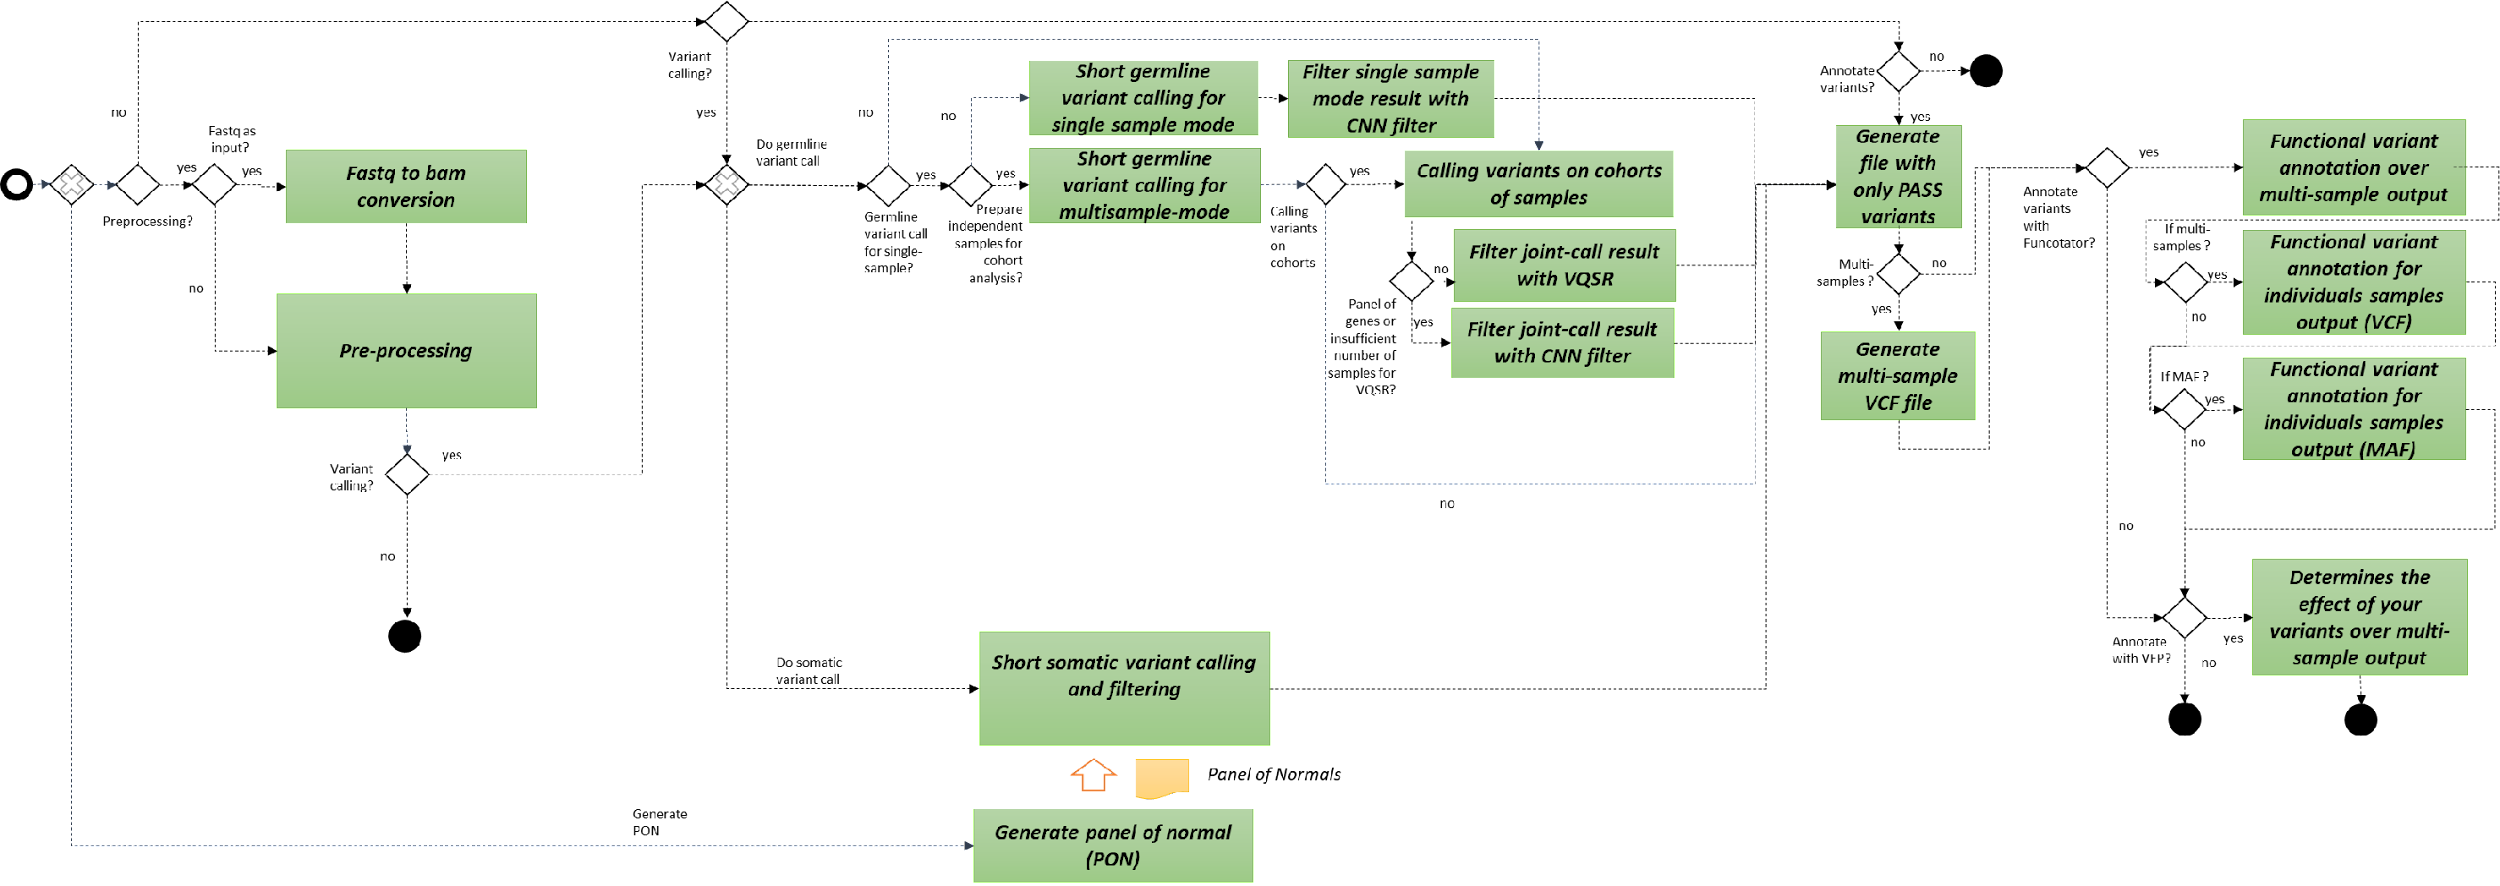 Variant
calling?
no
yes
Preprocessing?
Fastq as
input?
yes
yes
no
Fastq to bam
conversion
Pre-processing
Variant
calling?
yes
no
Do germline
variant call
Do somatic
variant call
Generate
PON
no
Germline
variant call
for single-
sample?
yes
no
yes
Prepare
independent
samples for
cohort
analysis?
Short germline
variant calling for
single sample mode
Filter single sample
mode result with
CNN filter
Short germline
variant calling for
multisample-mode
Calling
variants on
on
cohorts
yes
no
Calling variants on cohorts
of samples
no
yes
Panel of
genes or
insufficient
number of
samples for
VQSR?
Filter joint-call result
with VQSR
Filter joint-call result
with CNN filter
Short somatic variant calling
and filtering
Panel of Normals
Generate panel of normal
(PON)
Annotate
variants?
no
yes
Generate
file with
only PASS
variants
Multi-
samples ?
no
yes
Generate
multi-sample
VCF file
Annotate
variants
with
Funcotator?
yes
no
Functional variant
annotation over
multi-sample output
If multi-
samples ?
yes
no
Functional variant
annotation for
individuals samples
output (VCF)
If MAF ?
yes
no
Functional variant
annotation for
individuals samples
output (MAF)
Annotate
with VEP?
yes
no
Determines the
effect of your
variants over multi-
sample output